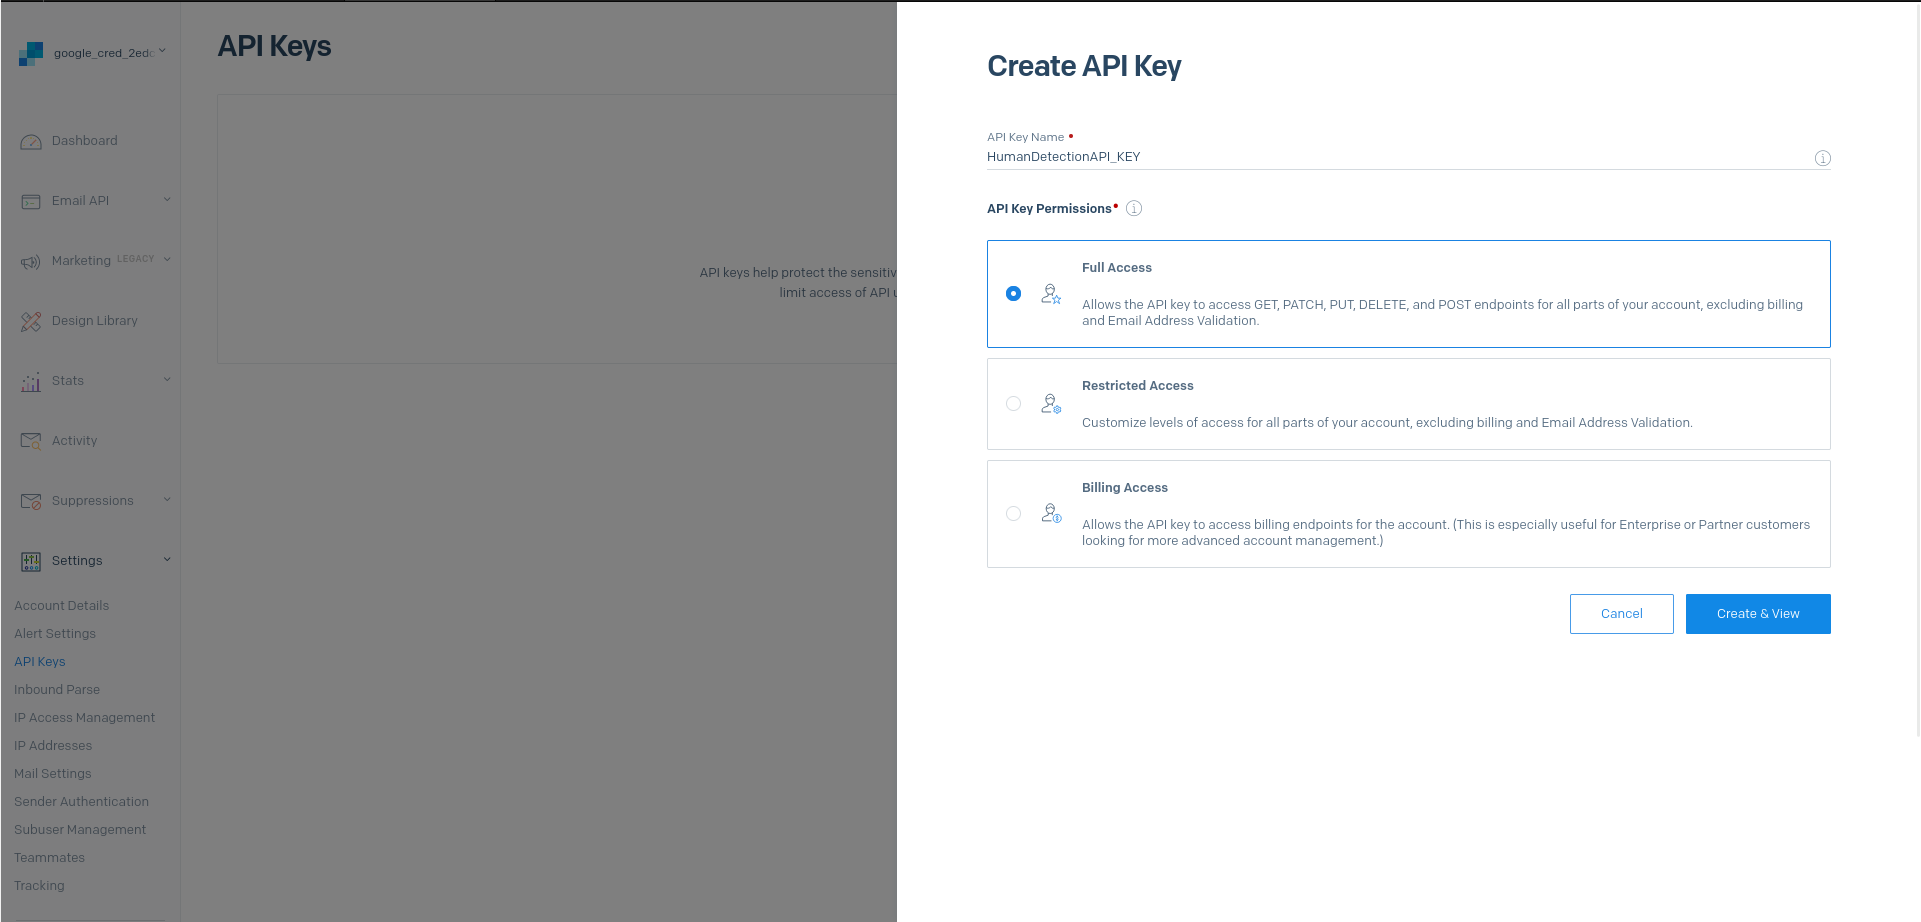 google_cred_2edc
Dashboard
Email API
Marketing LEGACY
Design Library
Stats
Activity
Suppressions
Settings
Account Details
Alert Settings
API Keys
Inbound Parse
IP Access Management
IP Addresses
Mail Settings
Sender Authentication
Subuser Management
Teammates
Tracking
API Keys
API keys help protect the sensitiv
limit access of API u
Create API Key
API Key Name •
HumanDetectionAPI_KEY
API Key Permissions•
Full Access
Allows the API key to access GET, PATCH, PUT, DELETE, and POST endpoints for all parts of your account, excluding billing
and Email Address Validation.
Restricted Access
Customize levels of access for all parts of your account, excluding billing and Email Address Validation.
Billing Access
Allows the API key to access billing endpoints for the account. (This is especially useful for Enterprise or Partner customers
looking for more advanced account management.)
Cancel
Create & View